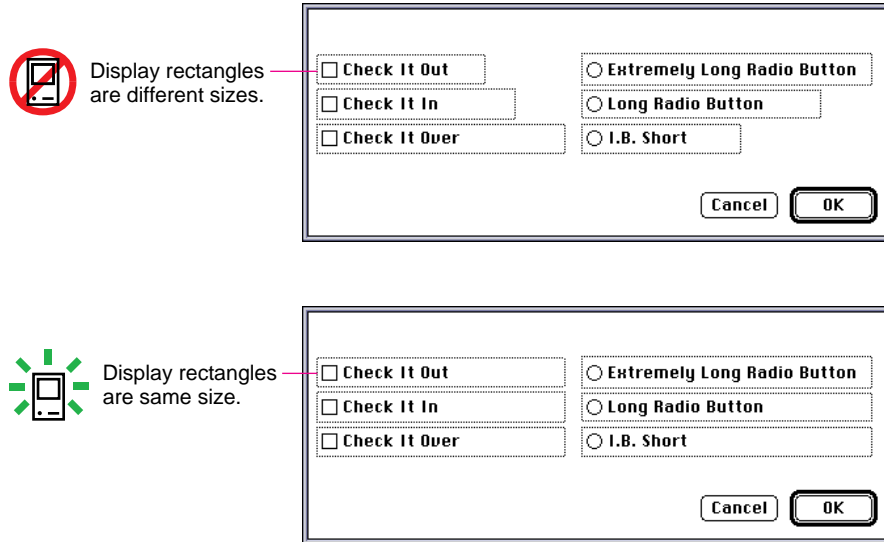 Display rectangles
are different sizes.
Check It Out
Check It In
Check It Over
Extremely Long Radio Button
Long Radio Button
I.B. Short
Cancel
OK
Display rectangles
are same size.
Check It Out
Check It In
Check It Over
Extremely Long Radio Button
Long Radio Button
I.B. Short
Cancel
OK